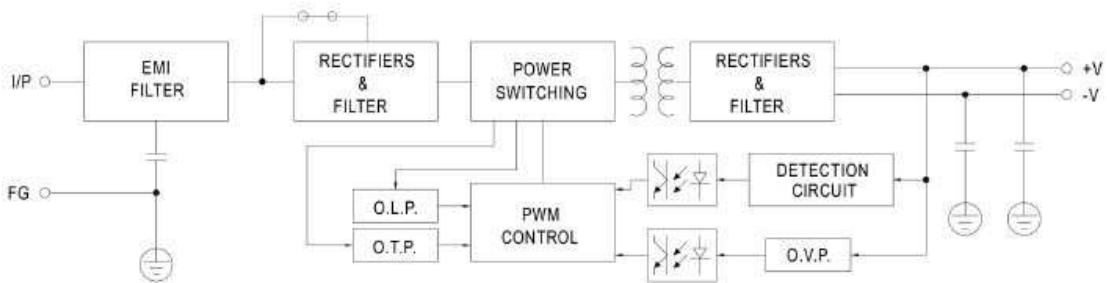 I/P
EMI
FILTER
RECTIFIERS
&
FILTER
POWER
SWITCHING
RECTIFIERS
&
FILTER
+V
-V
FG
O.L.P.
O.T.P.
PWM
CONTROL
DETECTION
CIRCUIT
O.V.P.